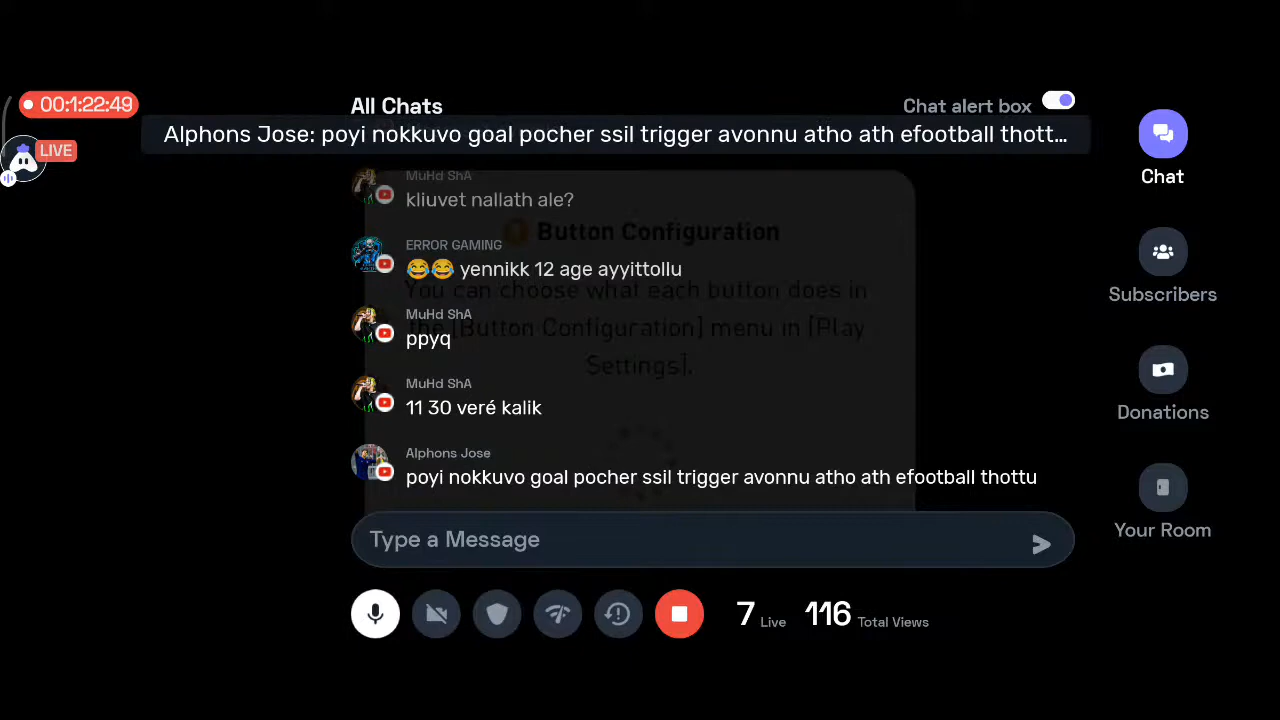 00:1:22:49
All Chats
Chat alert box
Alphons Jose: poyi nokkuvo goal pocher ssil trigger avonnu atho ath efootball thott...
LIVE
Chat
MuHd ShA
kliuvet nallath ale?
Button Configuration
ERROR GAMING
😂😂 yennikk 12 age ayyittollu
You can choose what each button does in
the [Button Configuration] menu in [Play
Settings].
Subscribers
MuHd ShA
ppyq
MuHd ShA
11 30 veré kalik
Donations
Alphons Jose
poyi nokkuvo goal pocher ssil trigger avonnu atho ath efootball thottu
Your Room
Type a Message
7 Live 116 Total Views